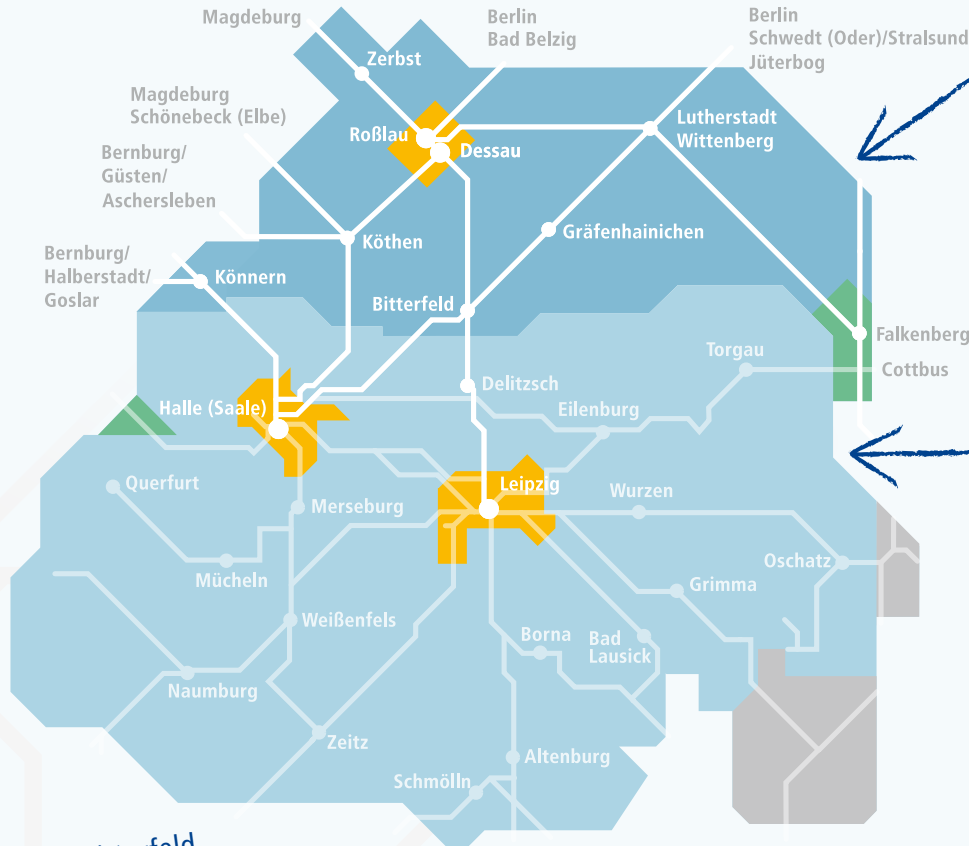 Magdeburg
Berlin
Bad Belzig
Berlin
Schwedt (Oder)/Stralsund
Jüterbog
Zerbst
Magdeburg
Schönebeck (Elbe)
Roßlau
Dessau
Lutherstadt
Wittenberg
Bernburg/
Güsten/
Aschersleben
Köthen
Gräfenhainichen
Bernburg/
Halberstadt/
Goslar
Könnern
Bitterfeld
Falkenberg
Torgau
Cottbus
Delitzsch
Halle (Saale)
Eilenburg
Querfurt
Leipzig
Wurzen
Merseburg
Oschatz
Mücheln
Grimma
Weißenfels
Borna
Bad
Lausick
Naumburg
Zeitz
Altenburg
Schmölln